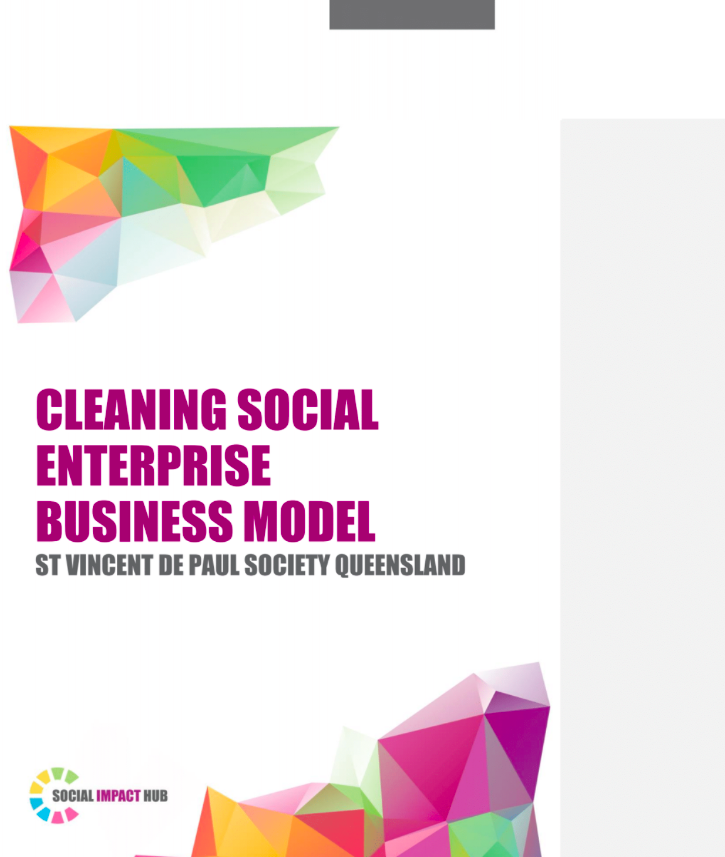 CLEANING SOCIAL
ENTERPRISE
BUSINESS MODEL
ST VINCENT DE PAUL SOCIETY QUEENSLAND
SOCIAL IMPACT HUB